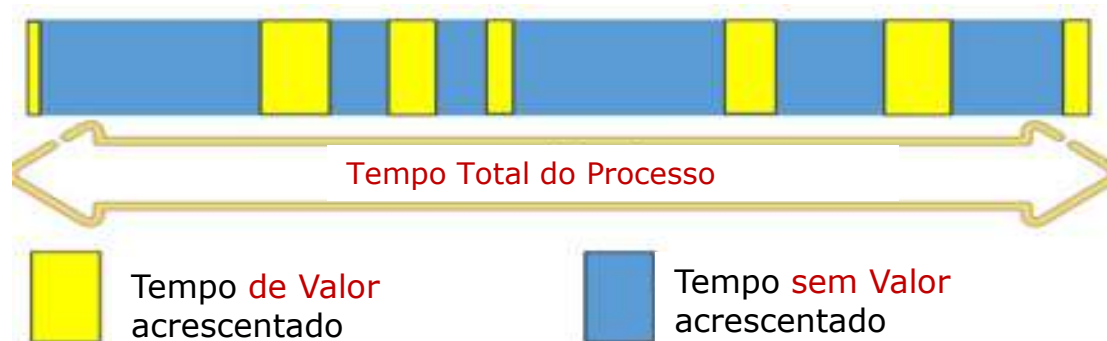 Tempo Total do Processo
Tempo de Valor
acrescentado
Tempo sem Valor
acrescentado